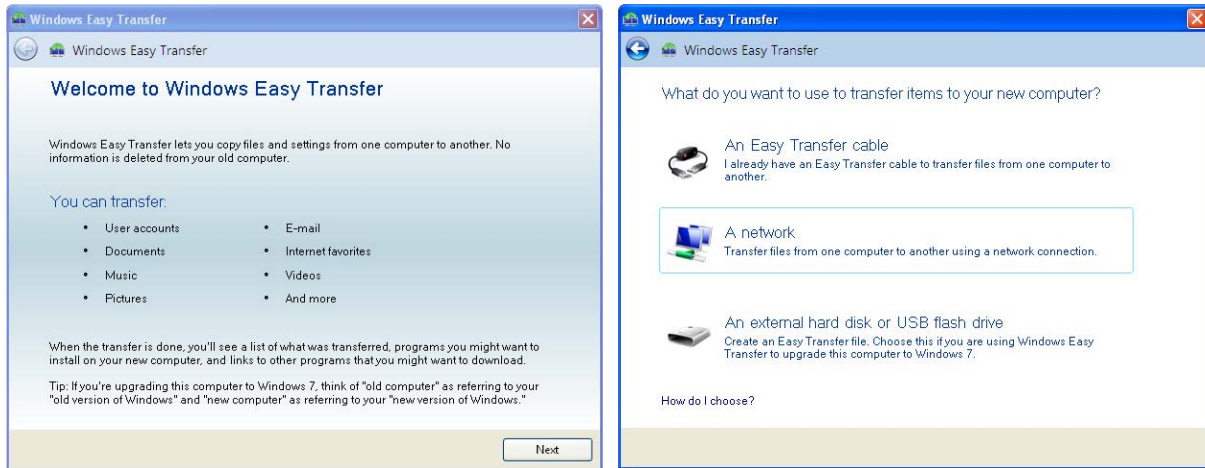 Windows Easy Transfer
Windows Easy Transfer
Welcome to Windows Easy Transfer
Windows Easy Transfer lets you copy files and settings from one computer to another. No
information is deleted from your old computer.
You can transfer:
• User accounts
• Documents
• Music
• Pictures
• E-mail
• Internet favorites
• Videos
• And more
When the transfer is done, you'll see a list of what was transferred, programs you might want to
install on your new computer, and links to other programs that you might want to download.
Tip: If you're upgrading this computer to Windows 7, think of "old computer" as referring to your
"old version of Windows" and "new computer" as referring to your "new version of Windows."
Next
Windows Easy Transfer
Windows Easy Transfer
What do you want to use to transfer items to your new computer?
An Easy Transfer cable
I already have an Easy Transfer cable to transfer files from one computer to
another.
A network
Transfer files from one computer to another using a network connection.
An external hard disk or USB flash drive
Create an Easy Transfer file. Choose this if you are using Windows Easy
Transfer to upgrade this computer to Windows 7.
How do I choose?